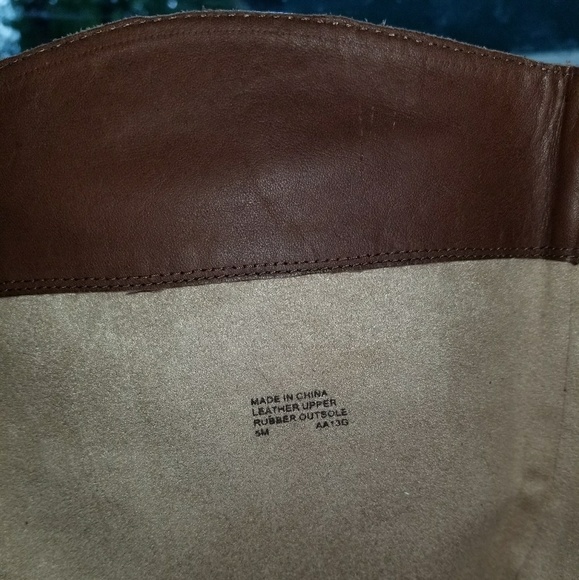 MADE IN CHINA
LEATHER UPPER
RUBBER OUTSOLE
5M AA13G